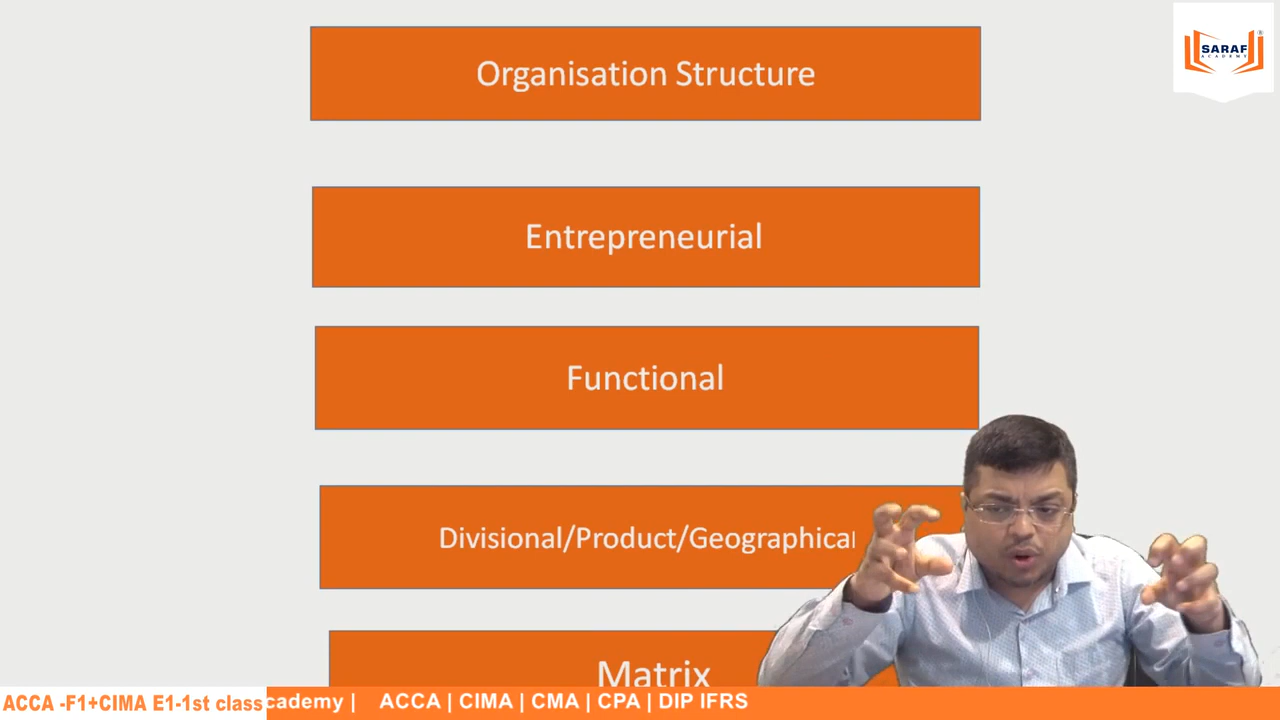 Organisation Structure
SARAF
ACADEMY
Entrepreneurial
Functional
Divisional/Product/Geographical
Matrix
ACCA -F1+CIMA E1-1st class
cademy | ACCA | CIMA | CMA | CPA | DIP IFRS